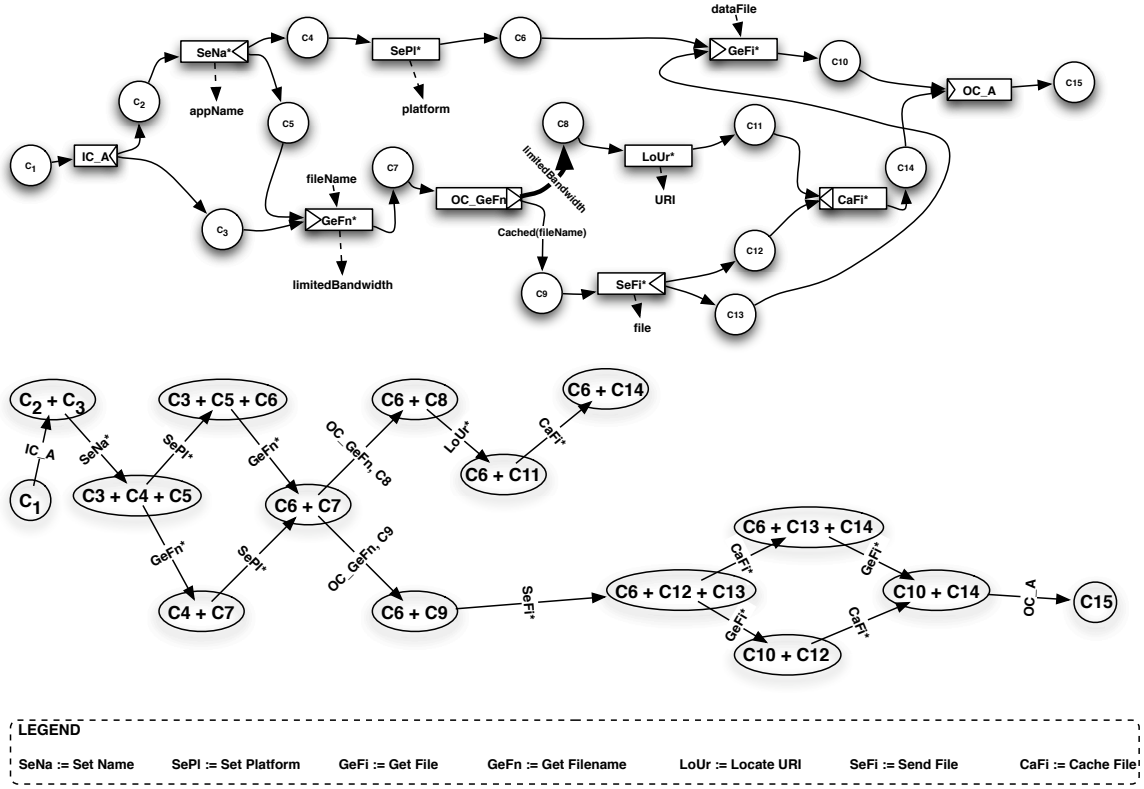 dataFile
C4
C6
SeNa*
SePl*
GeFi*
C10
C2
appName
platform
OC_A
C15
C5
C8
C11
C1
IC_A
C7
limitedBandwidth
LoUr*
C14
fileName
URI
OC_GeFn
CaFi*
C3
GeFn*
Cached(fileName)
C12
limitedBandwidth
C9
SeFi*
C13
file
C2 + C3
C3 + C5 + C6
C6 + C8
C6 + C14
IC_A
SeNa*
SePl*
GeFn*
OC_GeFn, C8
LoUr*
CaFi*
C1
C3 + C4 + C5
C6 + C7
C6 + C11
GeFn*
SePl*
OC_GeFn, C9
C6 + C13 + C14
CaFi*
GeFi*
C4 + C7
C6 + C9
SeFi*
C6 + C12 + C13
C10 + C14
OC_A
C15
GeFi*
CaFi*
C10 + C12
LEGEND
SeNa := Set Name SePl := Set Platform GeFi := Get File GeFn := Get Filename LoUr := Locate URI SeFi := Send File CaFi := Cache File